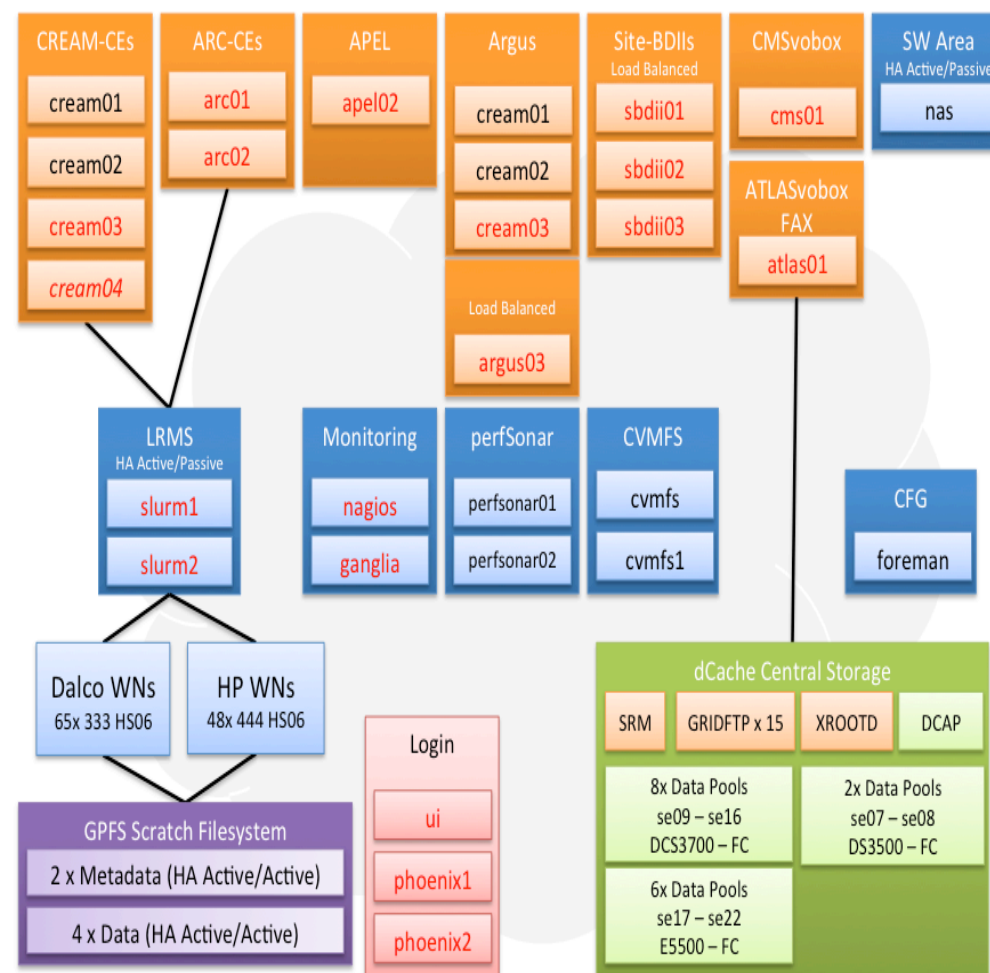 CREAM-CEs
cream01
cream02
cream03
cream04
ARC-CEs
arc01
arc02
APEL
apel02
Argus
cream01
cream02
cream03
Load Balanced
argus03
Site-BDIIs
Load Balanced
sbdii01
sbdii02
sbdii03
CMSvobox
cms01
ATLASvobox
FAX
atlas01
SW Area
HA Active/Passive
nas
LRMS
HA Active/Passive
slurm1
slurm2
Monitoring
nagios
ganglia
perfSonar
perfsonar01
perfsonar02
CVMFS
cvmfs
cvmfs1
CFG
foreman
Dalco WNs
65x 333 HS06
HP WNs
48x 444 HS06
GPFS Scratch Filesystem
2 x Metadata (HA Active/Active)
4 x Data (HA Active/Active)
Login
ui
phoenix1
phoenix2
dCache Central Storage
SRM
GRIDFTP x 15
XROOTD
DCAP
8x Data Pools
se09 – se16
DCS3700 – FC
2x Data Pools
se07 – se08
DS3500 – FC
6x Data Pools
se17 – se22
E5500 – FC